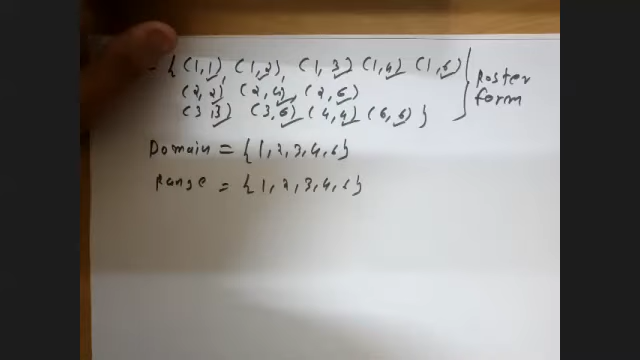 = { (1,1), (1,2), (1,3) (1,4) (1,6)
(2,2) (2,4), (2,6)
(3,3) (3,6) (4,4) (6,6) }
Roster form
Domain = {1,2,3,4,6}
Range = {1,2,3,4,6}